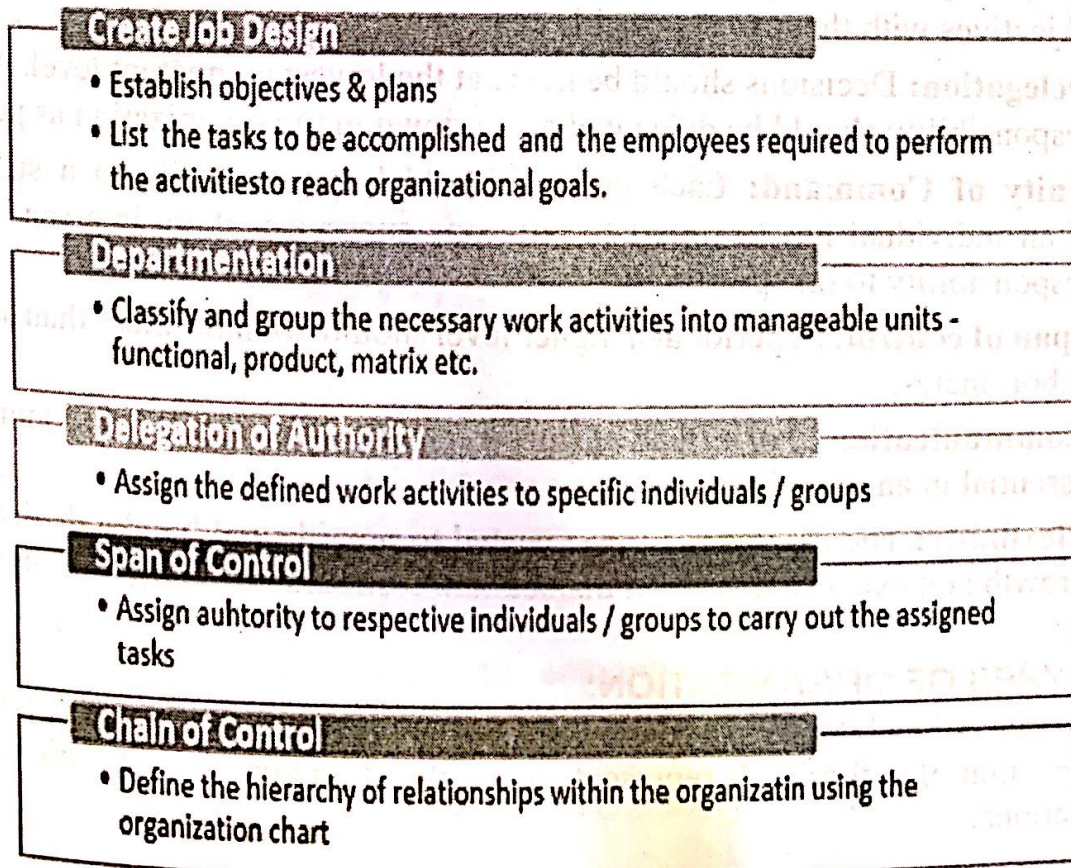 Create Job Design
• Establish objectives & plans
• List the tasks to be accomplished and the employees required to perform
the activitiesto reach organizational goals.
Departmentation
• Classify and group the necessary work activities into manageable units -
functional, product, matrix etc.
Delegation of Authority
• Assign the defined work activities to specific individuals / groups
Span of Control
• Assign auhtority to respective individuals / groups to carry out the assigned
tasks
Chain of Control
• Define the hierarchy of relationships within the organizatin using the
organization chart